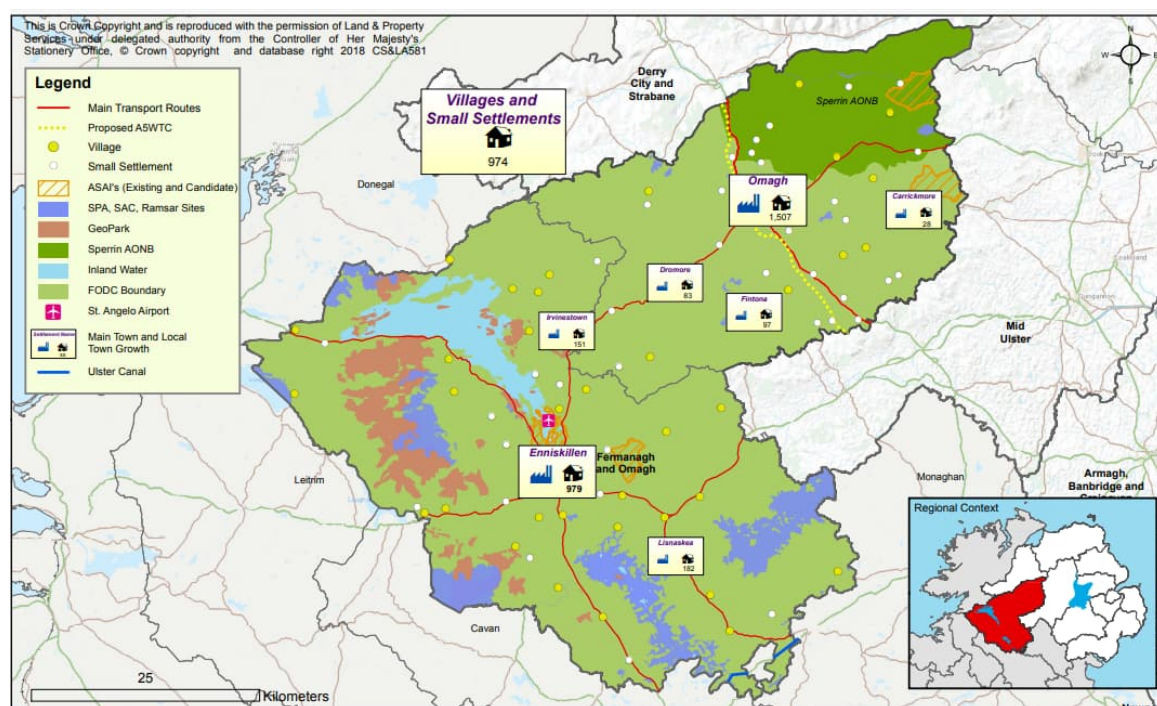 This is Crown Copyright and is reproduced with the permission of Land & Property
Services under delegated authority from the Controller of Her Majesty's
Stationery Office, © Crown copyright and database right 2018 CS&LA581
Legend
Main Transport Routes
Proposed A5WTC
Village
Small Settlement
ASAI's (Existing and Candidate)
SPA, SAC, Ramsar Sites
GeoPark
Sperrin AONB
Inland Water
FODC Boundary
St. Angelo Airport
Settlement Name
Main Town and Local
Town Growth
Ulster Canal
Villages and
Small Settlements
974
Derry
City and
Strabane
Sperrin AONB
N
W
E
S
Donegal
Omagh
1,507
Carrickmore
28
Dromore
83
Fintona
97
Irvinestown
151
Mid
Ulster
Dungannon
Enniskillen
979
Fermanagh
and Omagh
Leitrim
Monaghan
Armagh,
Banbridge and
Lisnaskea
182
Cavan
25
Kilometers
Regional Context